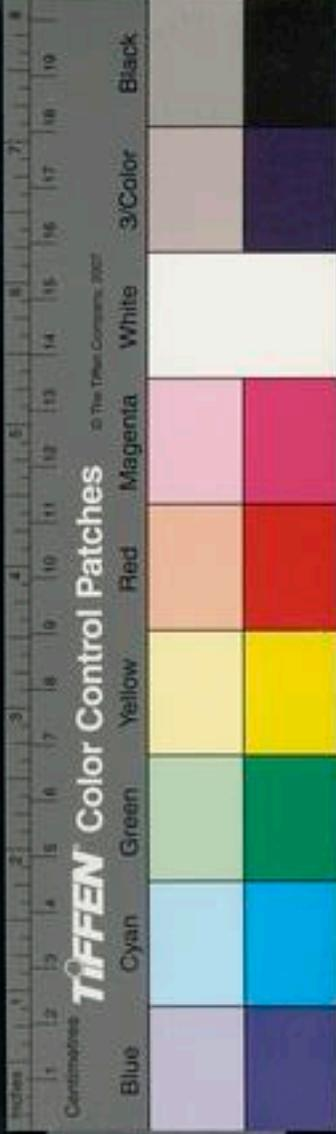 Inches 1 2 3 4 5 6 7 8
Centimetres 1 2 3 4 5 6 7 8 9 10 11 12 13 14 15 16 17 18 19
TIFFEN Color Control Patches
© The Tiffen Company, 2007
Blue Cyan Green Yellow Red Magenta White 3/Color Black